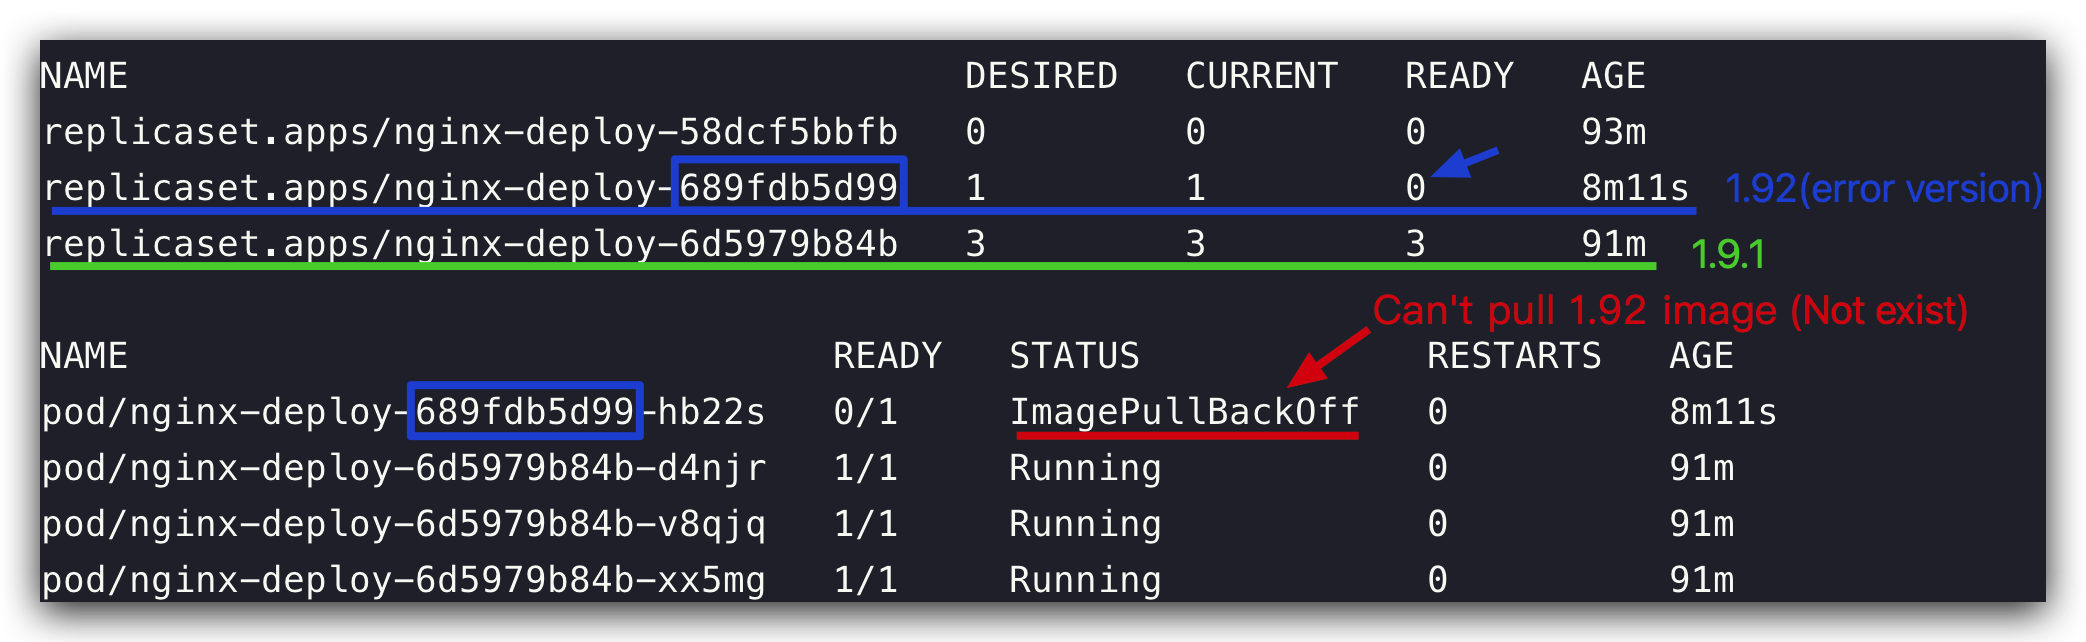 NAME DESIRED CURRENT READY AGE
replicaset.apps/nginx-deploy-58dcf5bbfb 0 0 0 93m
replicaset.apps/nginx-deploy-689fdb5d99 1 1 0 8m11s 1.92(error version)
replicaset.apps/nginx-deploy-6d5979b84b 3 3 3 91m 1.9.1
Can't pull 1.92 image (Not exist)
NAME READY STATUS RESTARTS AGE
pod/nginx-deploy-689fdb5d99-hb22s 0/1 ImagePullBackOff 0 8m11s
pod/nginx-deploy-6d5979b84b-d4njr 1/1 Running 0 91m
pod/nginx-deploy-6d5979b84b-v8qjq 1/1 Running 0 91m
pod/nginx-deploy-6d5979b84b-xx5mg 1/1 Running 0 91m